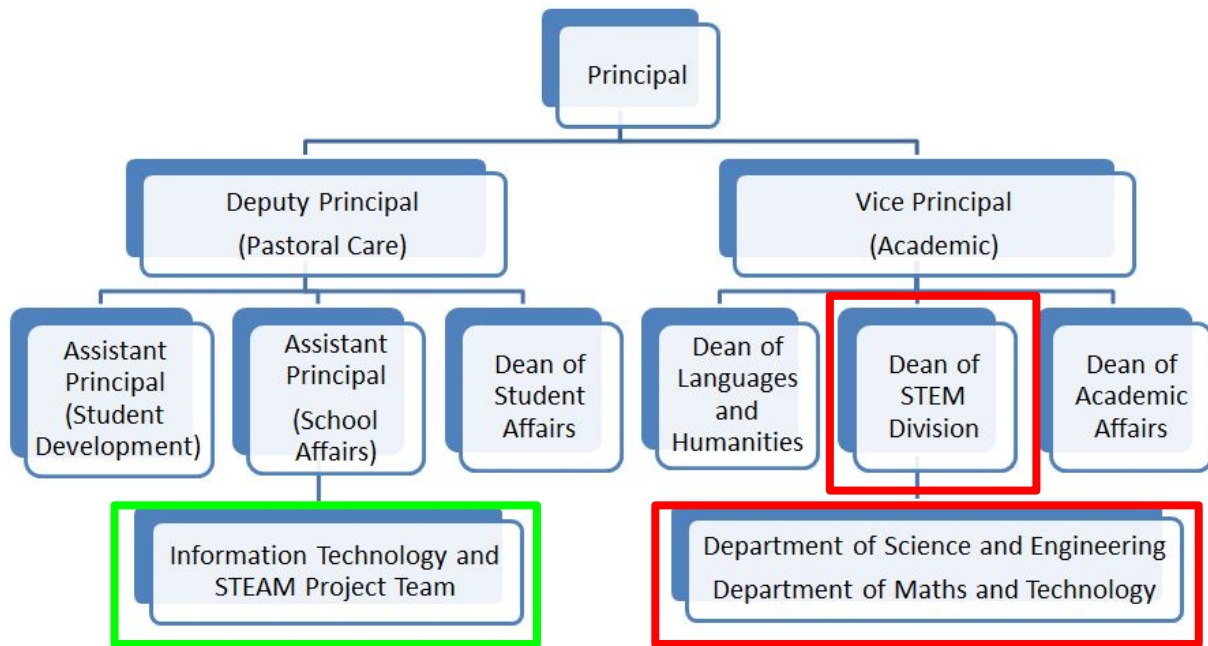 Principal
Deputy Principal
(Pastoral Care)
Vice Principal
(Academic)
Assistant
Principal
(Student
Development)
Assistant
Principal
(School
Affairs)
Dean of
Student
Affairs
Dean of
Languages
and
Humanities
Dean of
STEM
Division
Dean of
Academic
Affairs
Information Technology and
STEAM Project Team
Department of Science and Engineering
Department of Maths and Technology